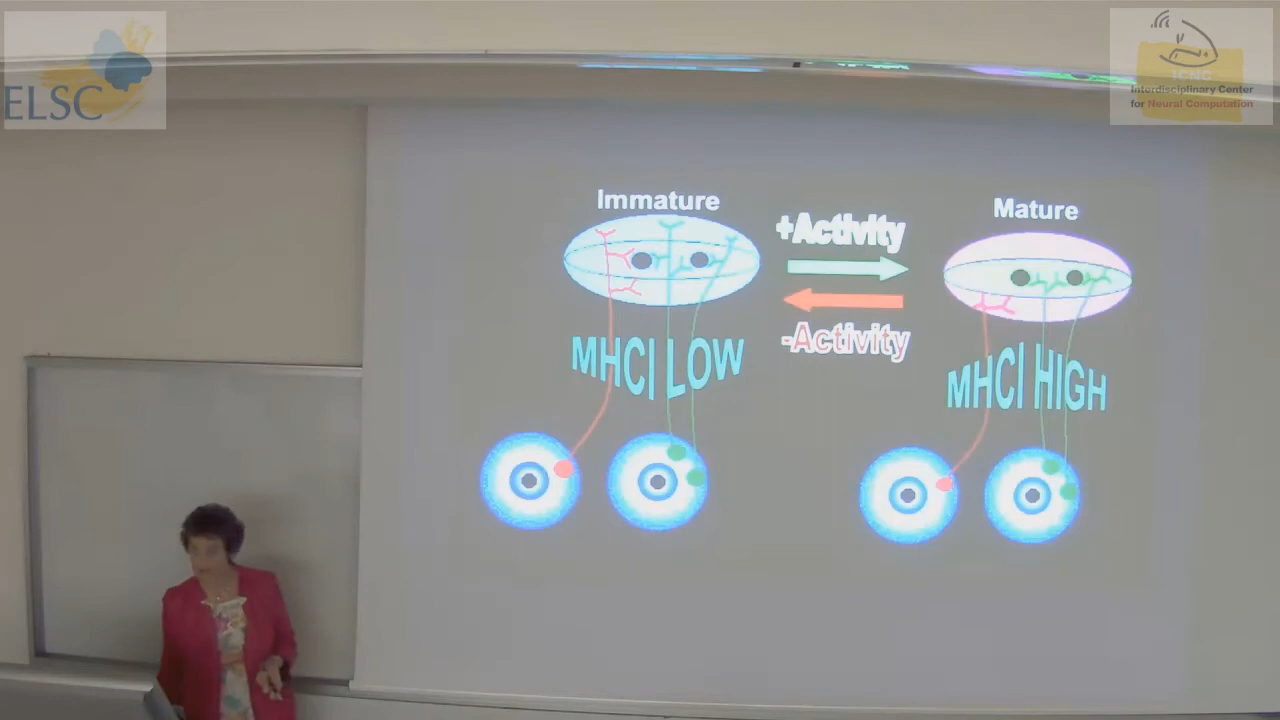 ELSC
ICNC
Interdisciplinary Center
for Neural Computation
Immature
Mature
+Activity
-Activity
MHCI LOW
MHCI HIGH